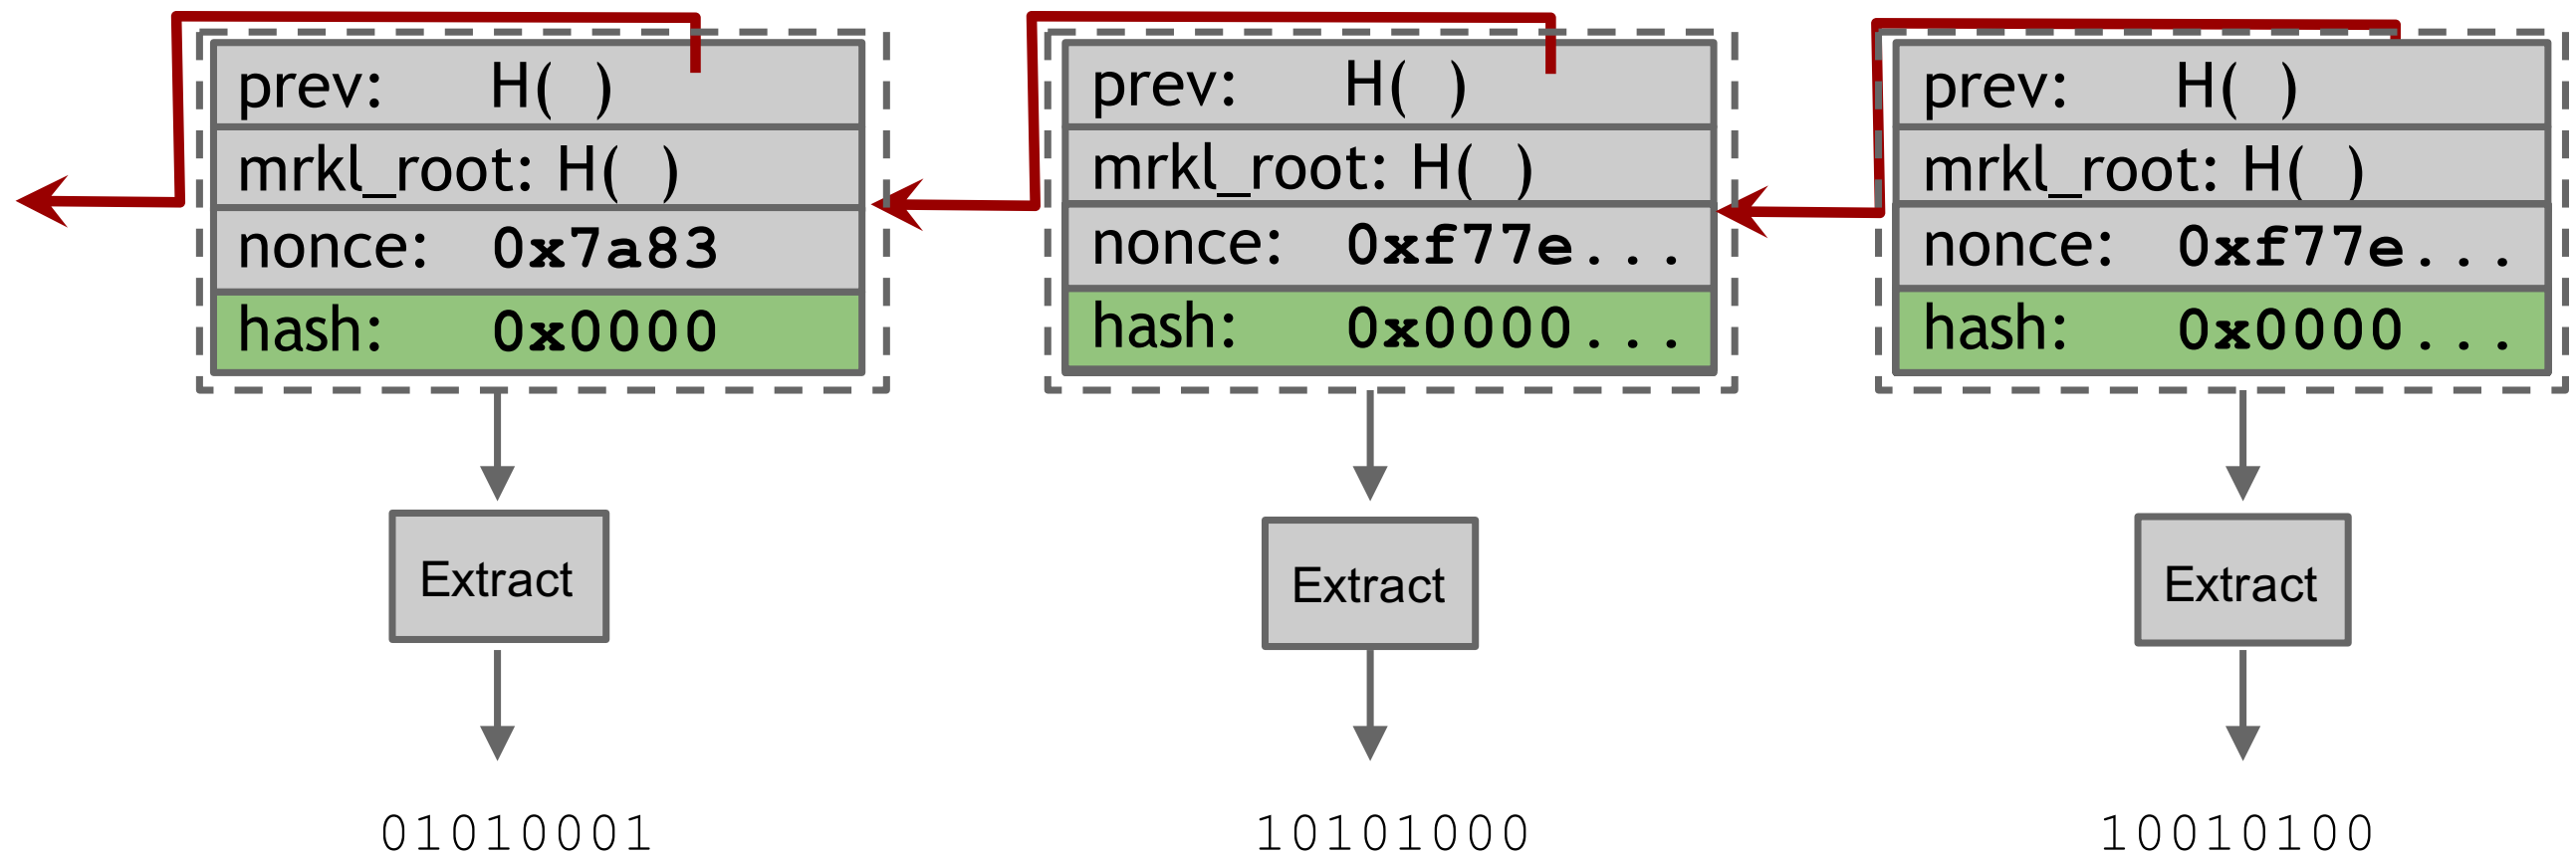 prev: H( )
mrkl_root: H( )
nonce: 0x7a83
hash: 0x0000
prev: H( )
mrkl_root: H( )
nonce: 0xf77e...
hash: 0x0000...
prev: H( )
mrkl_root: H( )
nonce: 0xf77e...
hash: 0x0000...
Extract
Extract
Extract
01010001
10101000
10010100